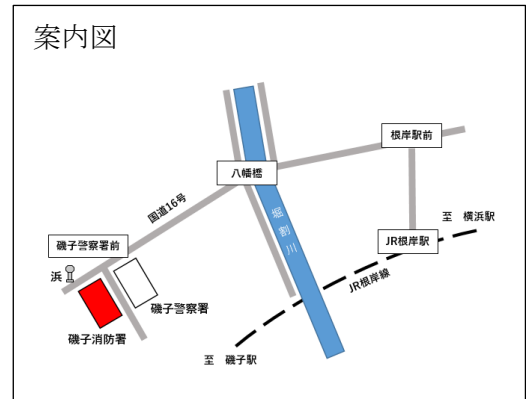 案内図
根岸駅前
八幡橋
国道16号
堀割川
至　横浜駅
JR根岸駅
磯子警察署前
JR根岸線
浜
磯子警察署
磯子消防署
至　磯子駅